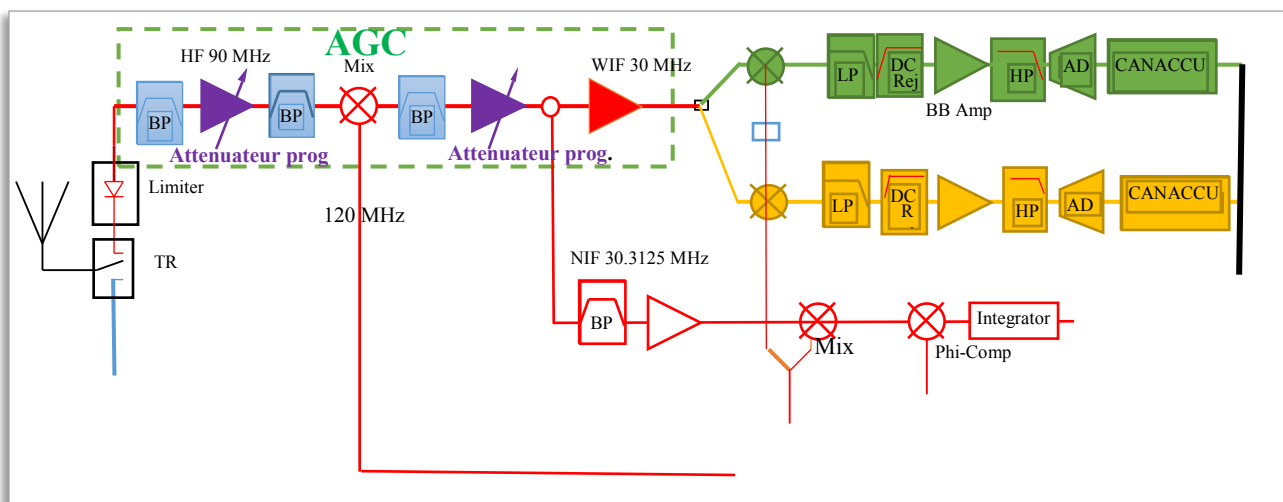 AGC
HF 90 MHz
Mix
WIF 30 MHz
BP
BP
BP
Attenuateur prog
Attenuateur prog.
LP
DC
Rej
BB Amp
HP
AD
CANACCU
Limiter
TR
120 MHz
LP
DC
R
.
HP
AD
CANACCU
NIF 30.3125 MHz
BP
Mix
Phi-Comp
Integrator